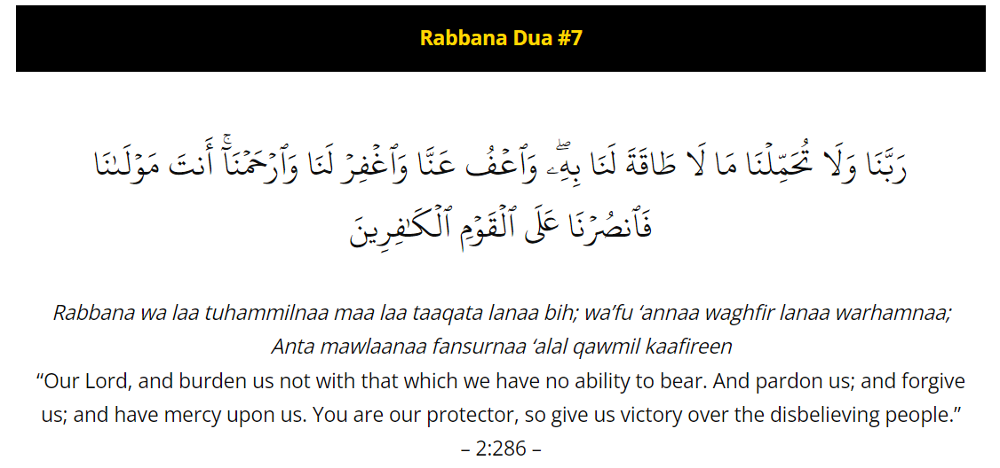 Rabbana Dua #7
رَبَّنَا وَلَا تُحَمِّلْنَا مَا لَا طَاقَةَ لَنَا بِهِۦۖ وَٱعۡفُ عَنَّا وَٱغۡفِرۡ لَنَا وَٱرۡحَمۡنَآۚ أَنتَ مَوۡلَىٰنَا
فَٱنصُرۡنَا عَلَى ٱلۡقَوۡمِ ٱلۡكَٰفِرِينَ
Rabbana wa laa tuhammilnaa maa laa taaqata lanaa bih; wa’fu ‘annaa waghfir lanaa warhamnaa;
Anta mawlaanaa fansurnaa ‘alal qawmil kaafireen
“Our Lord, and burden us not with that which we have no ability to bear. And pardon us; and forgive
us; and have mercy upon us. You are our protector, so give us victory over the disbelieving people.”
– 2:286 –